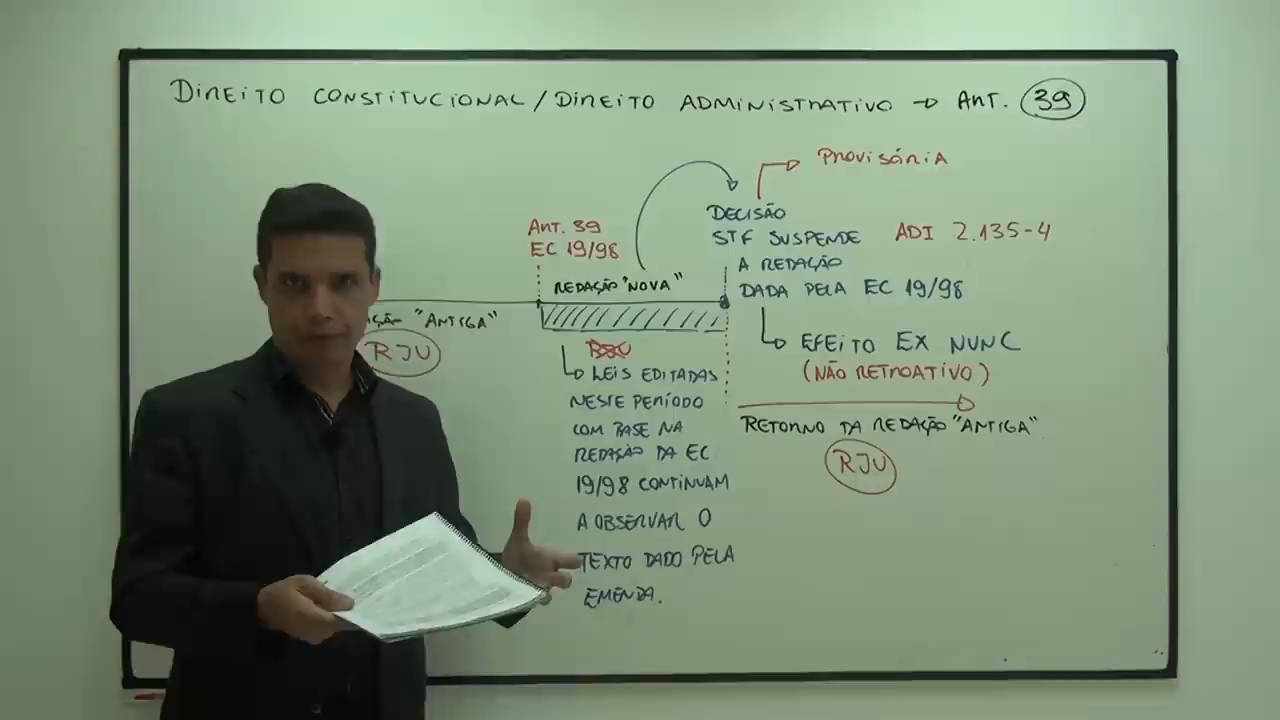 DIREITO CONSTITUCIONAL / DIREITO ADMINISTRATIVO → ART. 39
PROVISÓRIA
ART. 39
EC 19/98
REDAÇÃO "NOVA"
DECISÃO
STF SUSPENDE
A REDAÇÃO
DADA PELA EC 19/98
ADI 2.135-4
"ANTIGA"
RJU
LEIS EDITADAS
NESTE PERÍODO
COM BASE NA
REDAÇÃO DA EC
19/98 CONTINUAM
A OBSERVAR O
TEXTO DADO PELA
EMENDA.
EFEITO EX NUNC
(NÃO RETROATIVO)
RETORNO DA REDAÇÃO "ANTIGA"
RJU